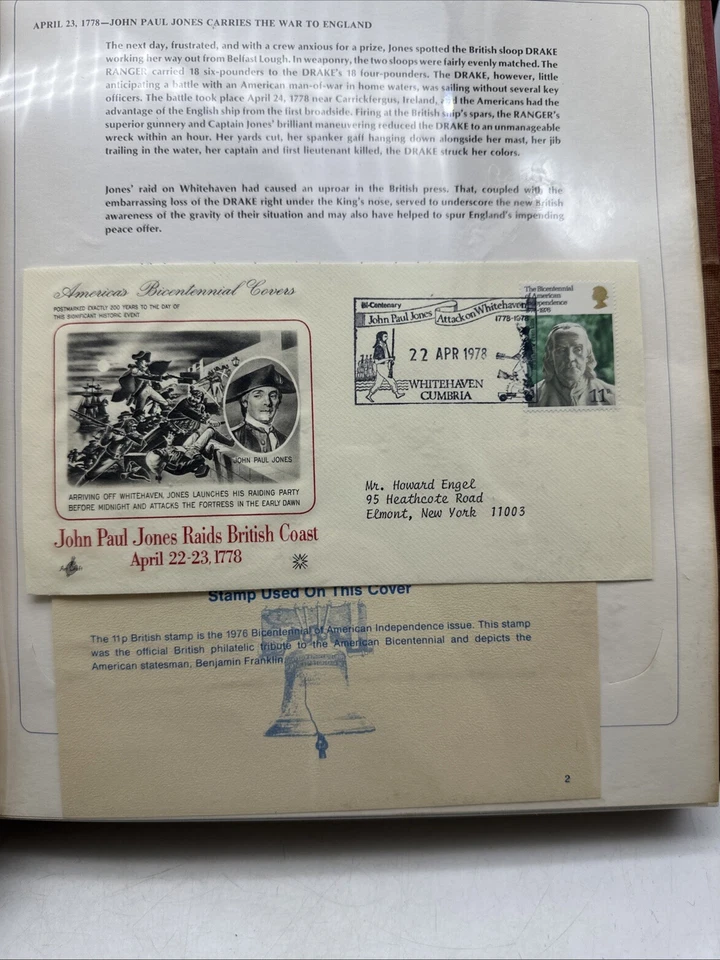 APRIL 23, 1778—JOHN PAUL JONES CARRIES THE WAR TO ENGLAND
The next day, frustrated, and with a crew anxious for a prize, Jones spotted the British sloop DRAKE
working her way out from Belfast Lough. In weaponry, the two sloops were fairly evenly matched. The
RANGER carried 18 six-pounders to the DRAKE's 18 four-pounders. The DRAKE, however, little
anticipating a battle with an American man-of-war in home waters, was sailing without several key
officers. The battle took place April 24, 1778 near Carrickfergus, Ireland, and the Americans had the
advantage of the English ship from the first broadside. Firing at the British ship's spars, the RANGER's
superior gunnery and Captain Jones' brilliant maneuvering reduced the DRAKE to an unmanageable
wreck within an hour. Her yards cut, her spanker gaff hanging down alongside her mast, her jib
trailing in the water, her captain and first lieutenant killed, the DRAKE struck her colors.
Jones' raid on Whitehaven had caused an uproar in the British press. That, coupled with the
embarrassing loss of the DRAKE right under the King's nose, served to underscore the new British
awareness of the gravity of their situation and may also have helped to spur England's impending
peace offer.
America's Bicentennial Covers
POSTMARKED EXACTLY 200 YEARS TO THE DAY OF
THIS SIGNIFICANT HISTORIC EVENT
JOHN PAUL JONES
ARRIVING OFF WHITEHAVEN, JONES LAUNCHES HIS RAIDING PARTY
BEFORE MIDNIGHT AND ATTACKS THE FORTRESS IN THE EARLY DAWN
John Paul Jones Raids British Coast
April 22-23, 1778
Bi-Centenary
John Paul Jones Attack on Whitehaven
1778-1978
22 APR 1978
WHITEHAVEN
CUMBRIA
The Bicentennial
of American
Independence
1776-1976
11P
Mr. Howard Engel
95 Heathcote Road
Elmont, New York 11003
Stamp Used On This Cover
The 11p British stamp is the 1976 Bicentennial of American Independence issue. This stamp
was the official British philatelic tribute to the American Bicentennial and depicts the
American statesman, Benjamin Franklin.
2